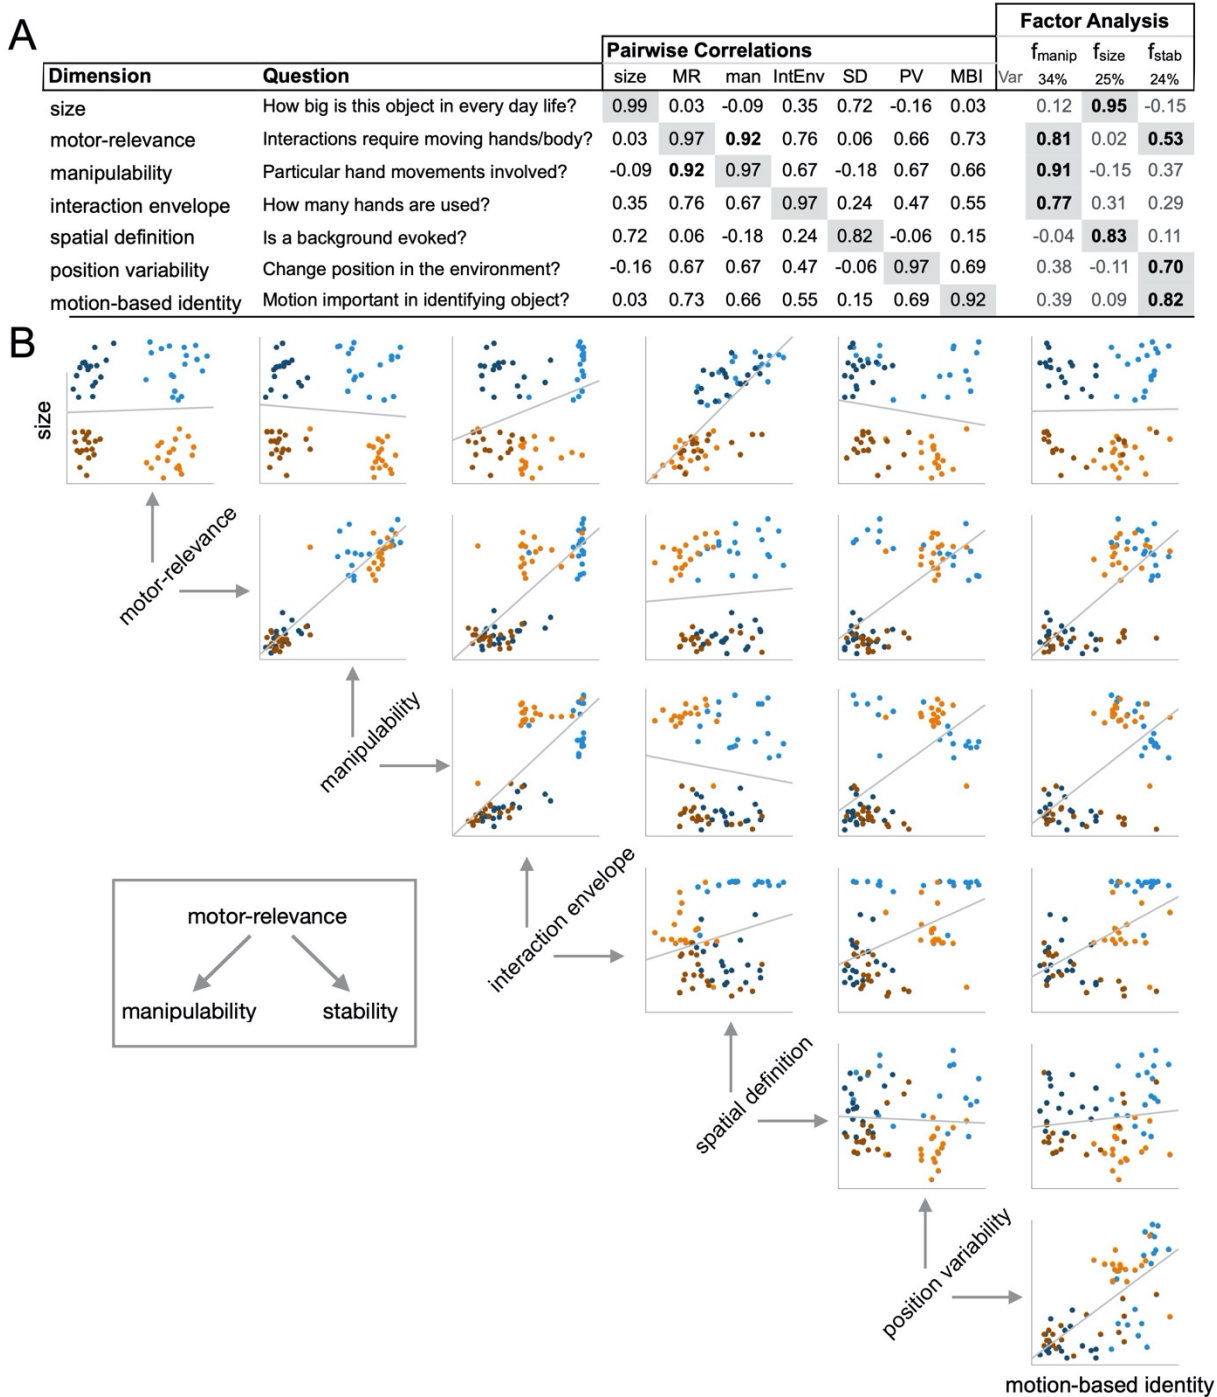 A
Factor Analysis
Pairwise Correlations
f_manip f_size f_stab
Dimension Question size MR man IntEnv SD PV MBI Var 34% 25% 24%
size How big is this object in every day life? 0.99 0.03 -0.09 0.35 0.72 -0.16 0.03 0.12 0.95 -0.15
motor-relevance Interactions require moving hands/body? 0.03 0.97 0.92 0.76 0.06 0.66 0.73 0.81 0.02 0.53
manipulability Particular hand movements involved? -0.09 0.92 0.97 0.67 -0.18 0.67 0.66 0.91 -0.15 0.37
interaction envelope How many hands are used? 0.35 0.76 0.67 0.97 0.24 0.47 0.55 0.77 0.31 0.29
spatial definition Is a background evoked? 0.72 0.06 -0.18 0.24 0.82 -0.06 0.15 -0.04 0.83 0.11
position variability Change position in the environment? -0.16 0.67 0.67 0.47 -0.06 0.97 0.69 0.38 -0.11 0.70
motion-based identity Motion important in identifying object? 0.03 0.73 0.66 0.55 0.15 0.69 0.92 0.39 0.09 0.82
B
size
motor-relevance
manipulability
interaction envelope
motor-relevance
manipulability stability
spatial definition
position variability
motion-based identity